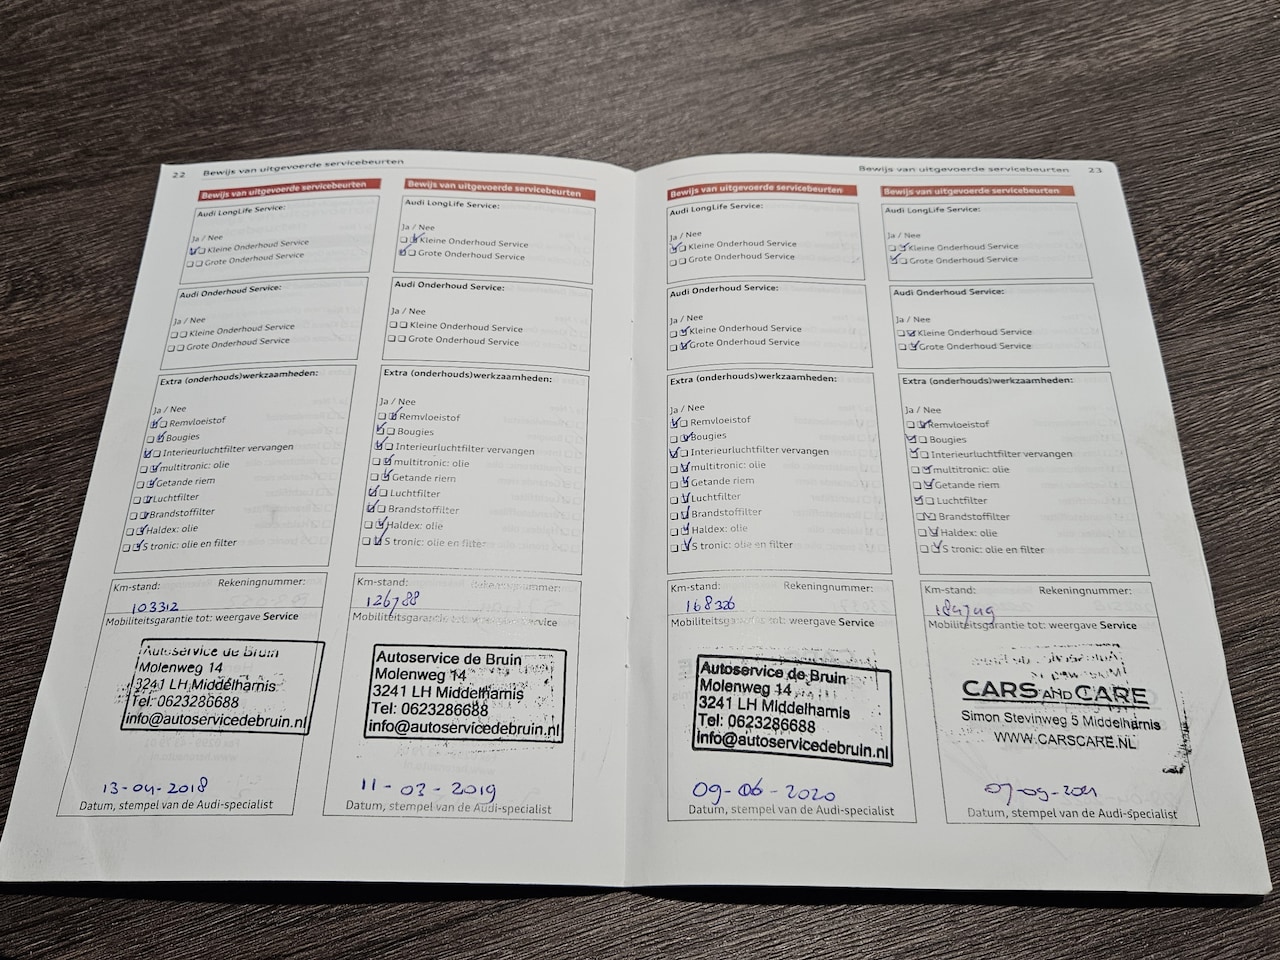 22 Bewijs van uitgevoerde servicebeurten
Bewijs van uitgevoerde servicebeurten
Audi LongLife Service:
Ja / Nee
Kleine Onderhoud Service
Grote Onderhoud Service
Audi Onderhoud Service:
Ja / Nee
Kleine Onderhoud Service
Grote Onderhoud Service
Extra (onderhouds)werkzaamheden:
Ja / Nee
Remvloeistof
Bougies
Interieurluchtfilter vervangen
multitronic: olie
Getande riem
Luchtfilter
Brandstoffilter
Haldex: olie
S tronic: olie en filter
Km-stand: Rekeningnummer:
103312
Mobiliteitsgarantie tot: weergave Service
Autoservice de Bruin
Molenweg 14
3241 LH Middelharnis
Tel: 0623286688
info@autoservicedebruin.nl
13-04-2018
Datum, stempel van de Audi-specialist
Bewijs van uitgevoerde servicebeurten
Audi LongLife Service:
Ja / Nee
Kleine Onderhoud Service
Grote Onderhoud Service
Audi Onderhoud Service:
Ja / Nee
Kleine Onderhoud Service
Grote Onderhoud Service
Extra (onderhouds)werkzaamheden:
Ja / Nee
Remvloeistof
Bougies
Interieurluchtfilter vervangen
multitronic: olie
Getande riem
Luchtfilter
Brandstoffilter
Haldex: olie
S tronic: olie en filter
Km-stand: Rekeningnummer:
126788
Mobiliteitsgarantie tot: weergave Service
Autoservice de Bruin
Molenweg 14
3241 LH Middelharnis
Tel: 0623286688
info@autoservicedebruin.nl
11-03-2019
Datum, stempel van de Audi-specialist
Bewijs van uitgevoerde servicebeurten 23
Bewijs van uitgevoerde servicebeurten
Audi LongLife Service:
Ja / Nee
Kleine Onderhoud Service
Grote Onderhoud Service
Audi Onderhoud Service:
Ja / Nee
Kleine Onderhoud Service
Grote Onderhoud Service
Extra (onderhouds)werkzaamheden:
Ja / Nee
Remvloeistof
Bougies
Interieurluchtfilter vervangen
multitronic: olie
Getande riem
Luchtfilter
Brandstoffilter
Haldex: olie
S tronic: olie en filter
Km-stand: Rekeningnummer:
168326
Mobiliteitsgarantie tot: weergave Service
Autoservice de Bruin
Molenweg 14
3241 LH Middelharnis
Tel: 0623286688
info@autoservicedebruin.nl
09-06-2020
Datum, stempel van de Audi-specialist
Bewijs van uitgevoerde servicebeurten
Audi LongLife Service:
Ja / Nee
Kleine Onderhoud Service
Grote Onderhoud Service
Audi Onderhoud Service:
Ja / Nee
Kleine Onderhoud Service
Grote Onderhoud Service
Extra (onderhouds)werkzaamheden:
Ja / Nee
Remvloeistof
Bougies
Interieurluchtfilter vervangen
multitronic: olie
Getande riem
Luchtfilter
Brandstoffilter
Haldex: olie
S tronic: olie en filter
Km-stand: Rekeningnummer:
Mobiliteitsgarantie tot: weergave Service
CARS AND CARE
Simon Stevinweg 5 Middelharnis
WWW.CARSCARE.NL
07-09-2021
Datum, stempel van de Audi-specialist